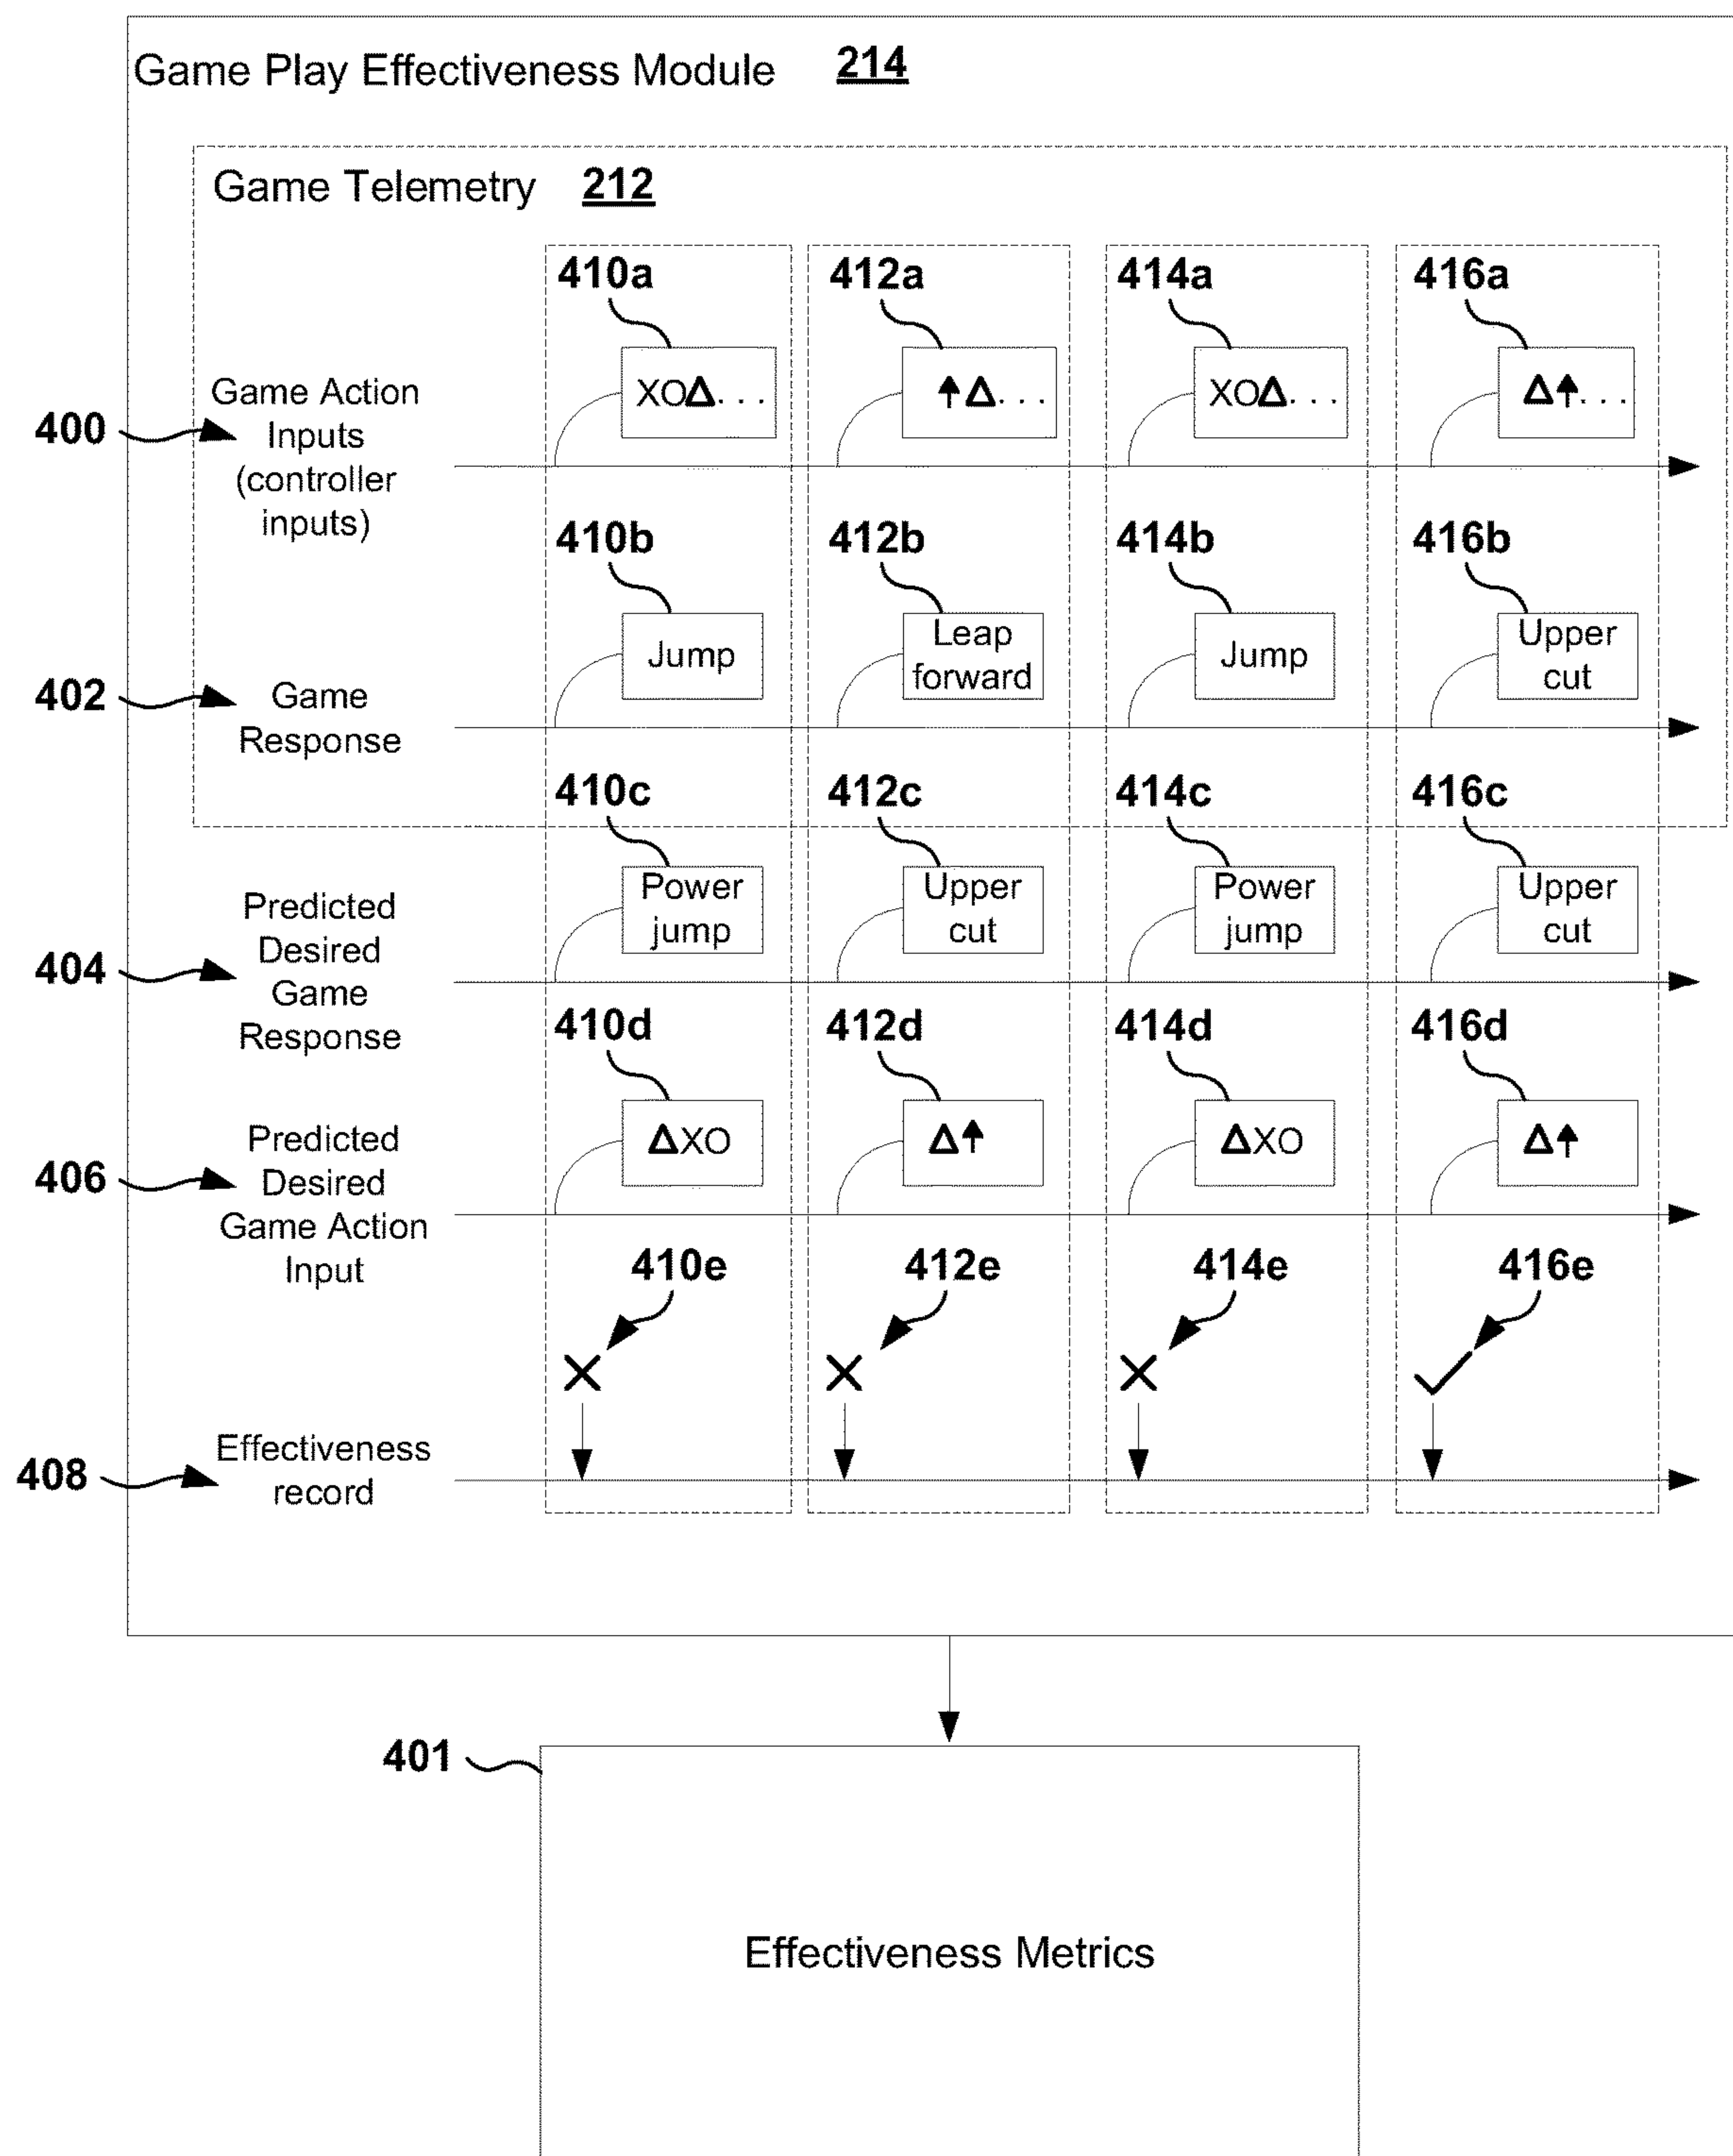 Game Play Effectiveness Module 214
Game Telemetry 212
410a 412a 414a 416a
XOΔ... ↑Δ... XOΔ... Δ↑...
400
Game Action
Inputs
(controller
inputs)
410b 412b 414b 416b
Jump
Leap
forward
Jump
Upper
cut
402
Game
Response
410c 412c 414c 416c
Power
jump
Upper
cut
Power
jump
Upper
cut
404
Predicted
Desired
Game
Response
410d 412d 414d 416d
ΔXO Δ↑ ΔXO Δ↑
406
Predicted
Desired
Game Action
Input
410e 412e 414e 416e
408
Effectiveness
record
401
Effectiveness Metrics